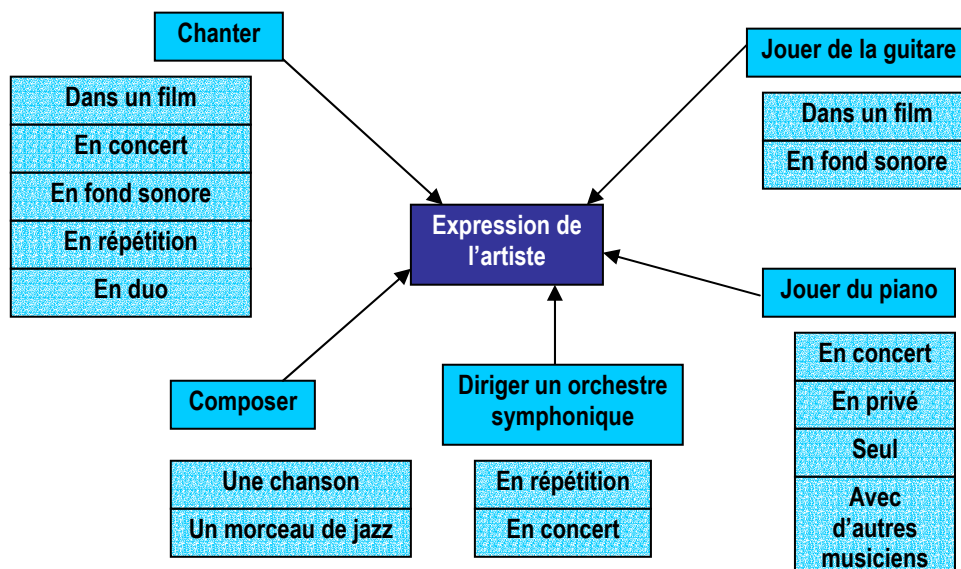 Chanter
Dans un film
En concert
En fond sonore
En répétition
En duo
Jouer de la guitare
Dans un film
En fond sonore
Expression de
l’artiste
Jouer du piano
En concert
En privé
Seul
Avec
d’autres
musiciens
Composer
Une chanson
Un morceau de jazz
Diriger un orchestre
symphonique
En répétition
En concert